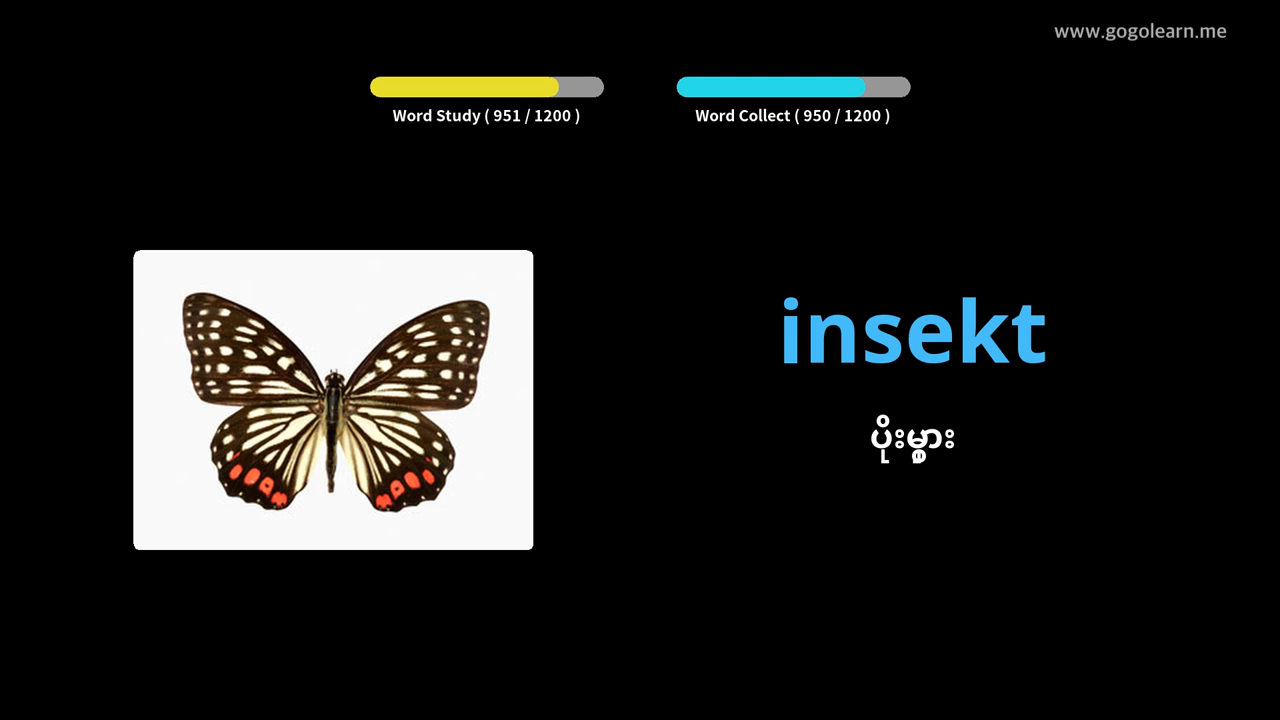 www.gogolearn.me
Word Study ( 951 / 1200 )
Word Collect ( 950 / 1200 )
insekt
ပိုးမွှား